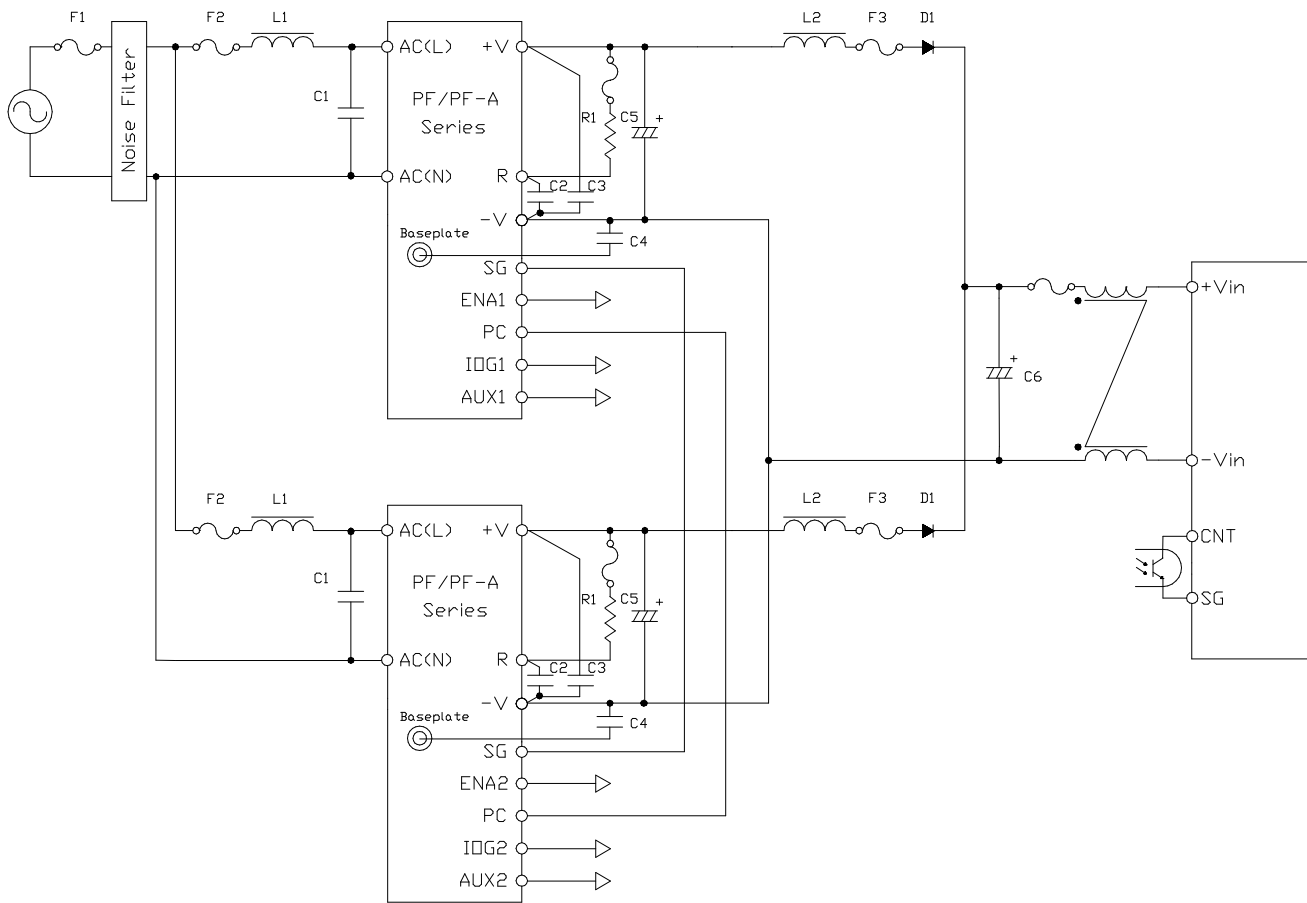 F1
F2
L1
Noise Filter
C1
AC(L)
+V
PF/PF-A
Series
AC(N)
R
-V
Baseplate
SG
ENA1
PC
IOG1
AUX1
R1
C5
+
C2
C3
C4
L2
F3
D1
+Vin
+
C6
-Vin
CNT
SG
F2
L1
C1
AC(L)
+V
PF/PF-A
Series
AC(N)
R
-V
Baseplate
SG
ENA2
PC
IOG2
AUX2
R1
C5
+
C2
C3
C4
L2
F3
D1